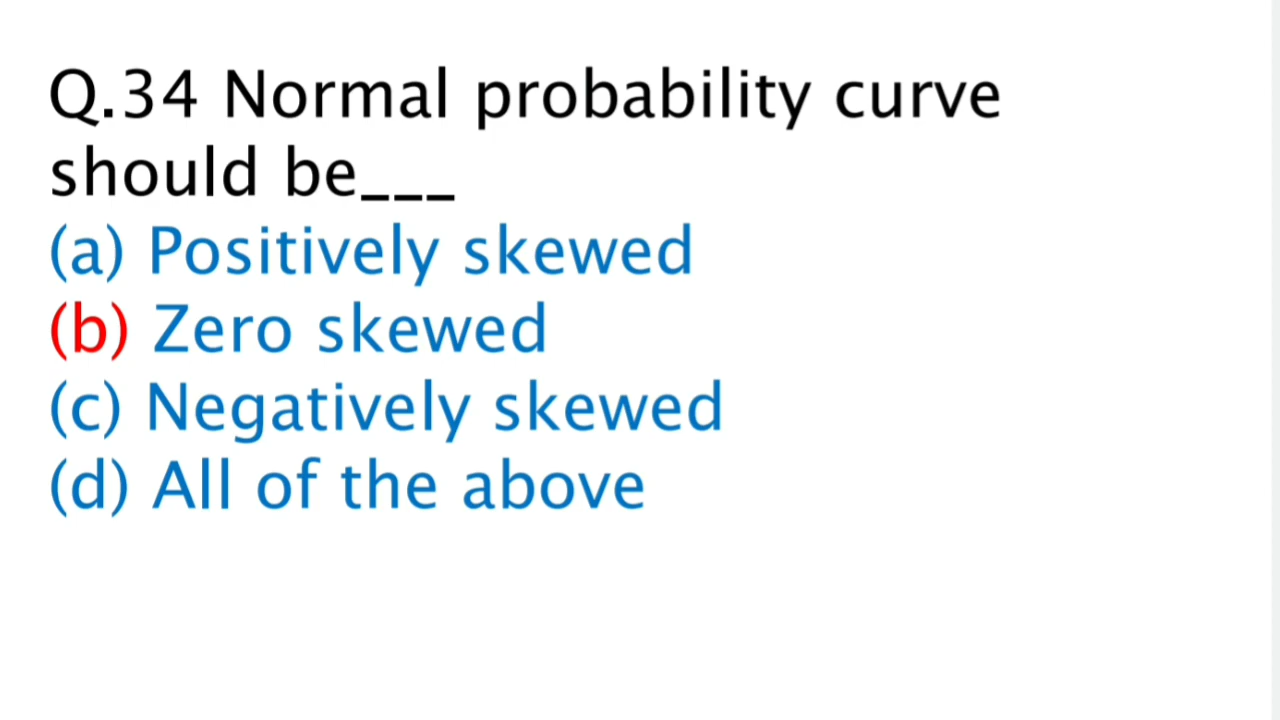 Q.34 Normal probability curve
should be___
(a) Positively skewed
(b) Zero skewed
(c) Negatively skewed
(d) All of the above